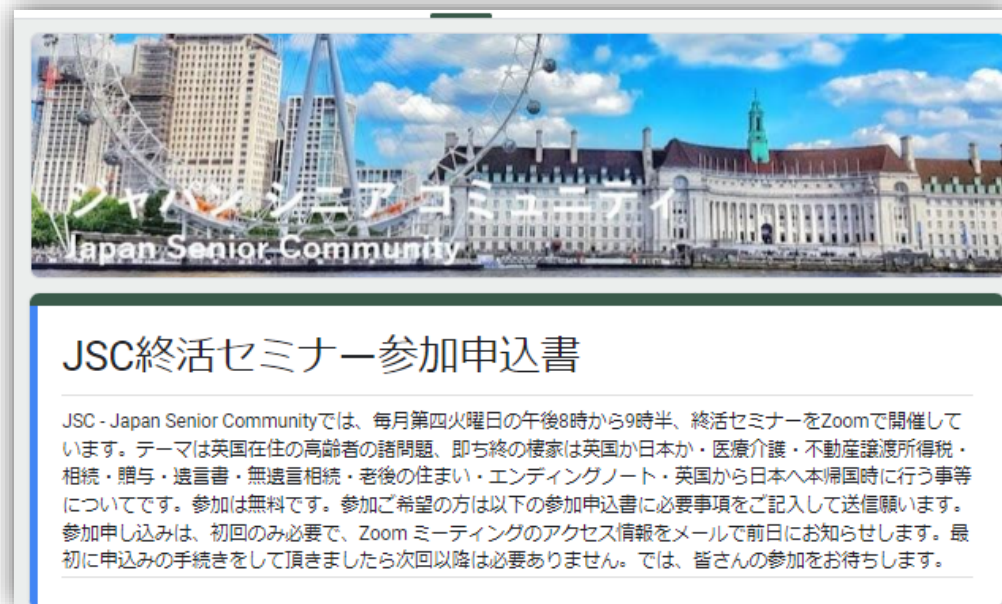 ジャパン シニア コミュニティ
Japan Senior Community
JSC終活セミナー参加申込書
JSC - Japan Senior Communityでは、毎月第四火曜日の午後8時から9時半、終活セミナーをZoomで開催して
います。テーマは英国在住の高齢者の諸問題、即ち終の棲家は英国か日本か・医療介護・不動産譲渡所得税・
相続・贈与・遺言書・無遺言相続・老後の住まい・エンディングノート・英国から日本へ本帰国時に行う事等
についてです。参加は無料です。参加ご希望の方は以下の参加申込書に必要事項をご記入して送信願います。
参加申し込みは、初回のみ必要で、Zoom ミーティングのアクセス情報をメールで前日にお知らせします。最
初に申込みの手続きをして頂きましたら次回以降は必要ありません。では、皆さんの参加をお待ちします。